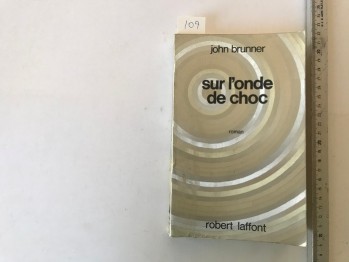 109
john brunner
sur l'onde
de choc
roman
robert laffont